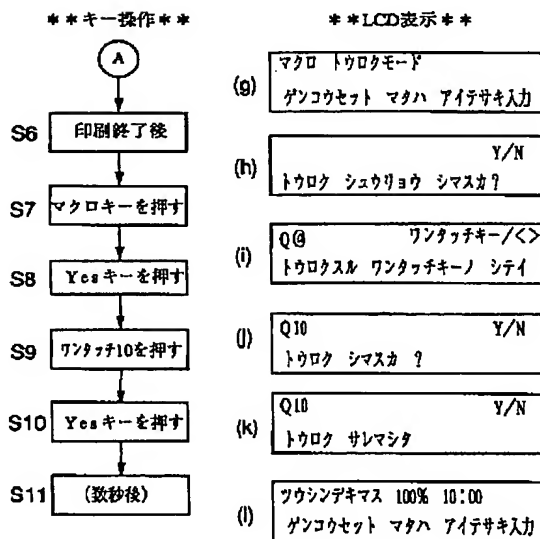 **キー操作**
**LCD表示**
A
(g)
マクロ トウロクモード
ゲンコウセット マタハ アイテサキ入力
S6
印刷終了後
(h)
Y/N
トウロク シュウリョウ シマスカ?
S7
マクロキーを押す
(i)
Q@ ワンタッチキー/<>
トウロクスル ワンタッチキーノ シテイ
S8
Yesキーを押す
(j)
Q10 Y/N
トウロク シマスカ ?
S9
ワンタッチ10を押す
(k)
Q10 Y/N
トウロク サレマシタ
S10
Yesキーを押す
(l)
ツウシンデキマス 100% 10:00
ゲンコウセット マタハ アイテサキ入力
S11
(数秒後)